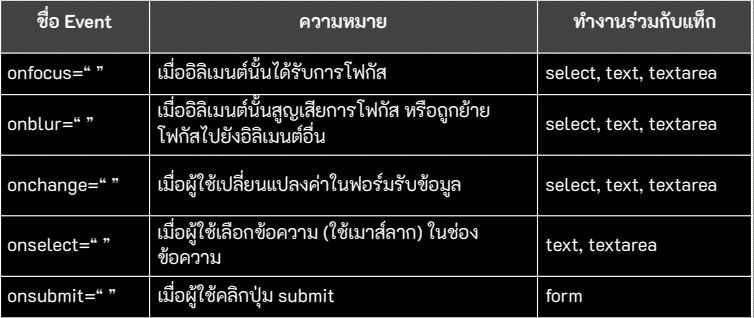 ชื่อ Event ความหมาย ทำงานร่วมกับแท็ก
onfocus=“ ” เมื่ออิลิเมนต์นั้นได้รับการโฟกัส select, text, textarea
onblur=“ ” เมื่ออิลิเมนต์นั้นสูญเสียการโฟกัส หรือถูกย้าย
โฟกัสไปยังอิลิเมนต์อื่น select, text, textarea
onchange=“ ” เมื่อผู้ใช้เปลี่ยนแปลงค่าในฟอร์มรับข้อมูล select, text, textarea
onselect=“ ” เมื่อผู้ใช้เลือกข้อความ (ใช้เมาส์ลาก) ในช่อง
ข้อความ text, textarea
onsubmit=“ ” เมื่อผู้ใช้คลิกปุ่ม submit form